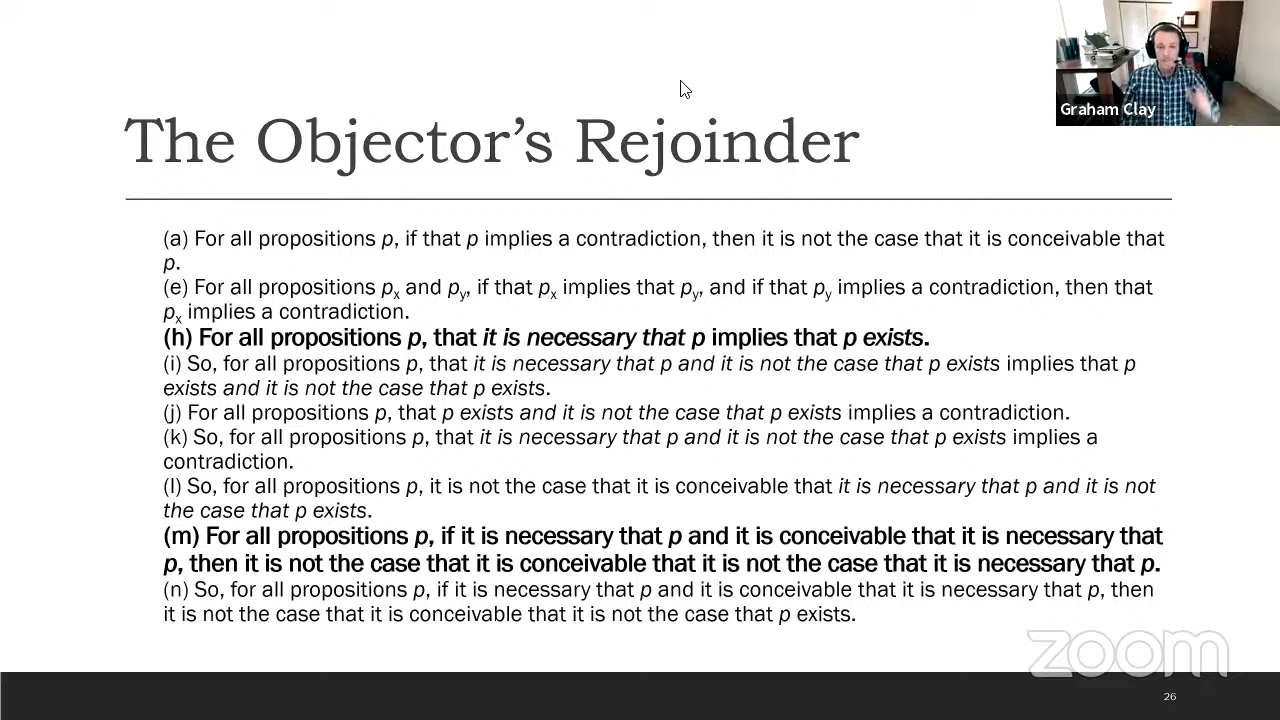 Graham Clay
The Objector’s Rejoinder
(a) For all propositions p, if that p implies a contradiction, then it is not the case that it is conceivable that
p.
(e) For all propositions px and py, if that px implies that py, and if that py implies a contradiction, then that
px implies a contradiction.
(h) For all propositions p, that it is necessary that p implies that p exists.
(i) So, for all propositions p, that it is necessary that p and it is not the case that p exists implies that p
exists and it is not the case that p exists.
(j) For all propositions p, that p exists and it is not the case that p exists implies a contradiction.
(k) So, for all propositions p, that it is necessary that p and it is not the case that p exists implies a
contradiction.
(l) So, for all propositions p, it is not the case that it is conceivable that it is necessary that p and it is not
the case that p exists.
(m) For all propositions p, if it is necessary that p and it is conceivable that it is necessary that
p, then it is not the case that it is conceivable that it is not the case that it is necessary that p.
(n) So, for all propositions p, if it is necessary that p and it is conceivable that it is necessary that p, then
it is not the case that it is conceivable that it is not the case that p exists.
zoom
26